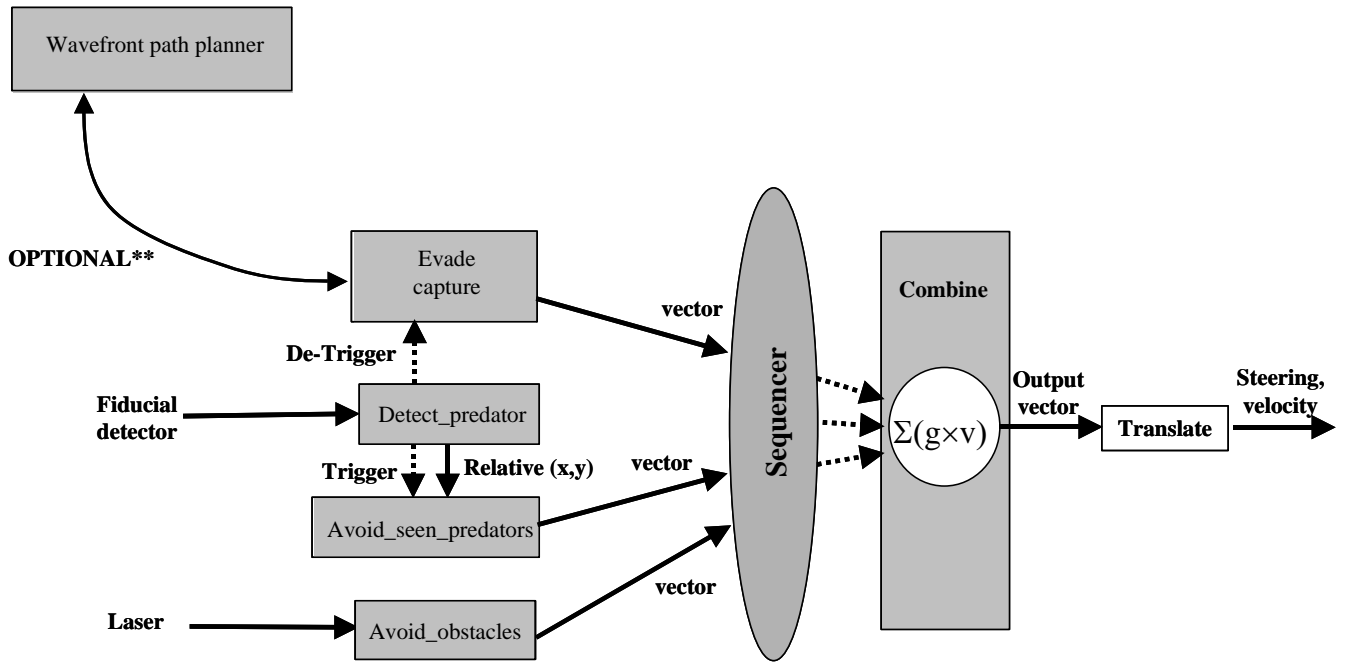 Wavefront path planner
OPTIONAL**
Evade
capture
vector
De-Trigger
Fiducial
detector
Detect_predator
Trigger
Relative (x,y)
vector
Avoid_seen_predators
vector
Laser
Avoid_obstacles
Sequencer
Combine
Σ(g×v)
Output
vector
Translate
Steering,
velocity